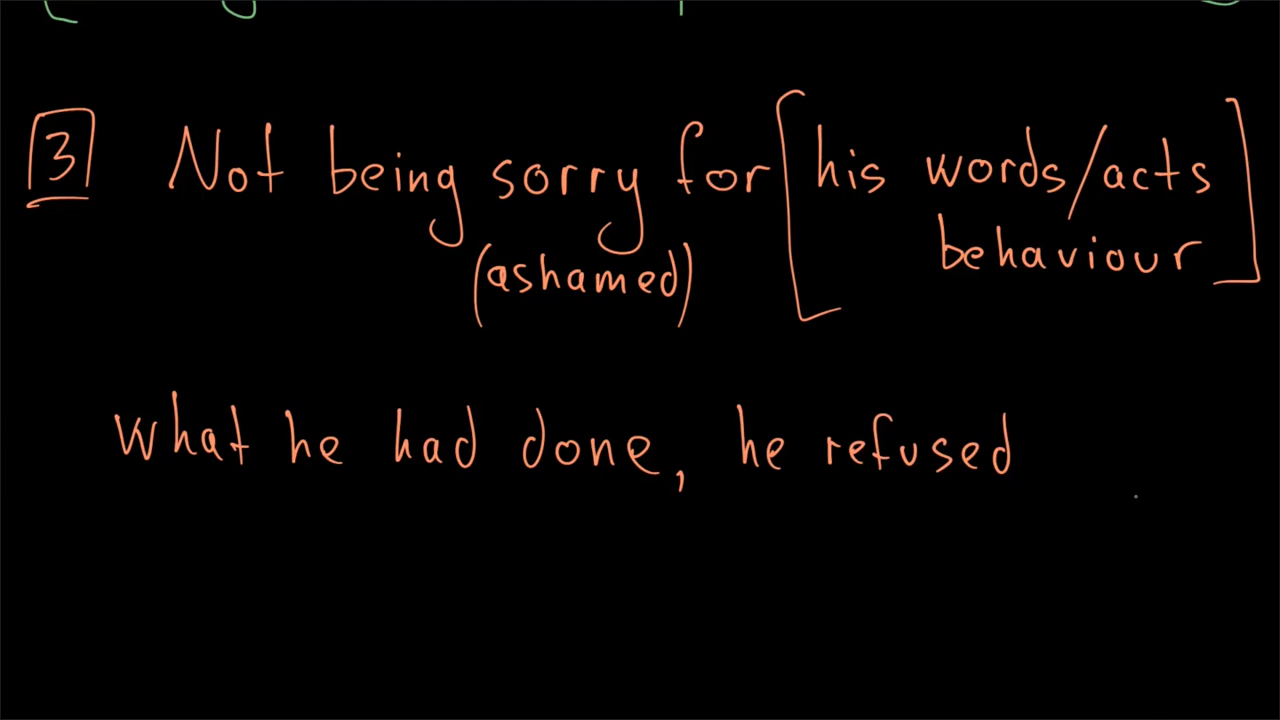 3 Not being sorry for [his words/acts
behaviour]
(ashamed)
what he had done, he refused